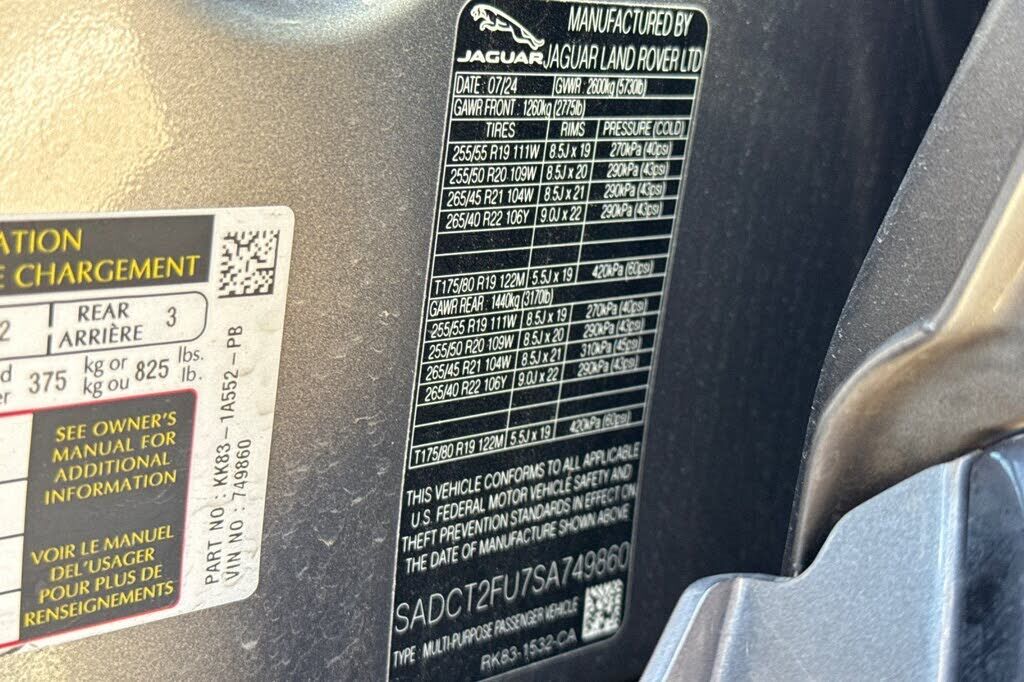 JAGUAR
MANUFACTURED BY
JAGUAR LAND ROVER LTD
DATE: 07/24 GVWR: 2600kg (5730lb)
GAWR FRONT: 1260kg (2775lb)
TIRES RIMS PRESSURE (COLD)
255/55 R19 111W 8.5J x 19 270kPa (40psi)
255/50 R20 109W 8.5J x 20 290kPa (43psi)
265/45 R21 104W 8.5J x 21 290kPa (43psi)
265/40 R22 106Y 9.0J x 22 290kPa (43psi)
T175/80 R19 122M 5.5J x 19 420kPa (60psi)
GAWR REAR: 1440kg (3170lb)
255/55 R19 111W 8.5J x 19 270kPa (40psi)
255/50 R20 109W 8.5J x 20 290kPa (43psi)
265/45 R21 104W 8.5J x 21 310kPa (45psi)
265/40 R22 106Y 9.0J x 22 290kPa (43psi)
T175/80 R19 122M 5.5J x 19 420kPa (60psi)
THIS VEHICLE CONFORMS TO ALL APPLICABLE
U.S. FEDERAL MOTOR VEHICLE SAFETY AND
THEFT PREVENTION STANDARDS IN EFFECT ON
THE DATE OF MANUFACTURE SHOWN ABOVE
SADCT2FU7SA749860
TYPE: MULTI-PURPOSE PASSENGER VEHICLE
RK83-1532-CA
ATION
E CHARGEMENT
2 REAR
ARRIÈRE 3
d 375 kg or 825 lbs.
er kg ou lb.
SEE OWNER'S
MANUAL FOR
ADDITIONAL
INFORMATION
VOIR LE MANUEL
DEL'USAGER
POUR PLUS DE
RENSEIGNEMENTS
PART NO : KK83-1A552-PB
VIN NO : 749860